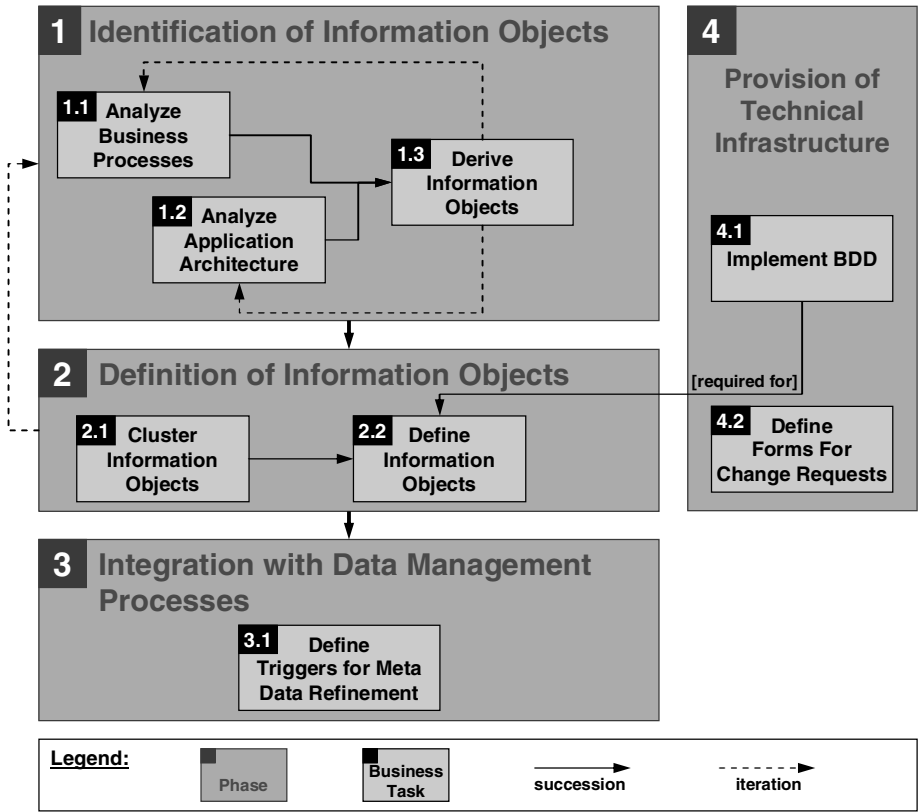 1 Identification of Information Objects
1.1 Analyze
Business
Processes
1.2 Analyze
Application
Architecture
1.3 Derive
Information
Objects
2 Definition of Information Objects
2.1 Cluster
Information
Objects
2.2 Define
Information
Objects
3 Integration with Data Management
Processes
3.1 Define
Triggers for Meta
Data Refinement
4
Provision of
Technical
Infrastructure
4.1
Implement BDD
[required for]
4.2 Define
Forms For
Change Requests
Legend:
Phase
Business
Task
succession
iteration